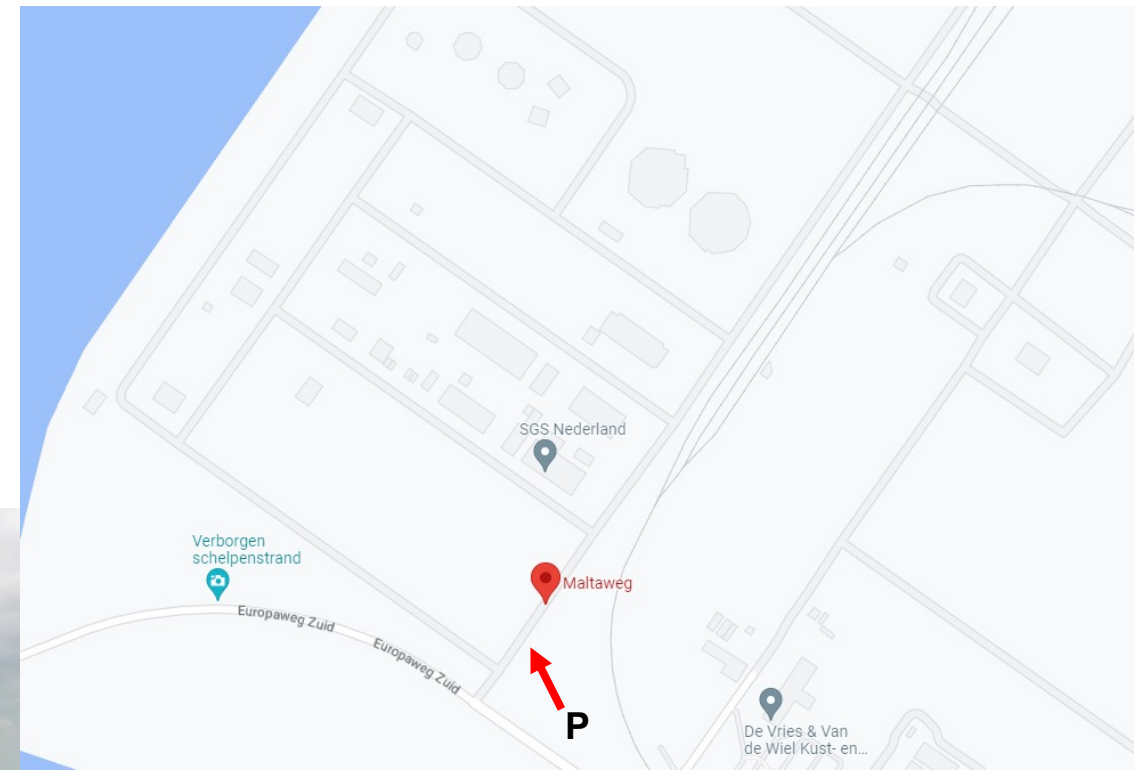 SGS Nederland
Verborgen
schelpenstrand
Maltaweg
Europaweg Zuid
Europaweg Zuid
P
De Vries & Van
de Wiel Kust- en...